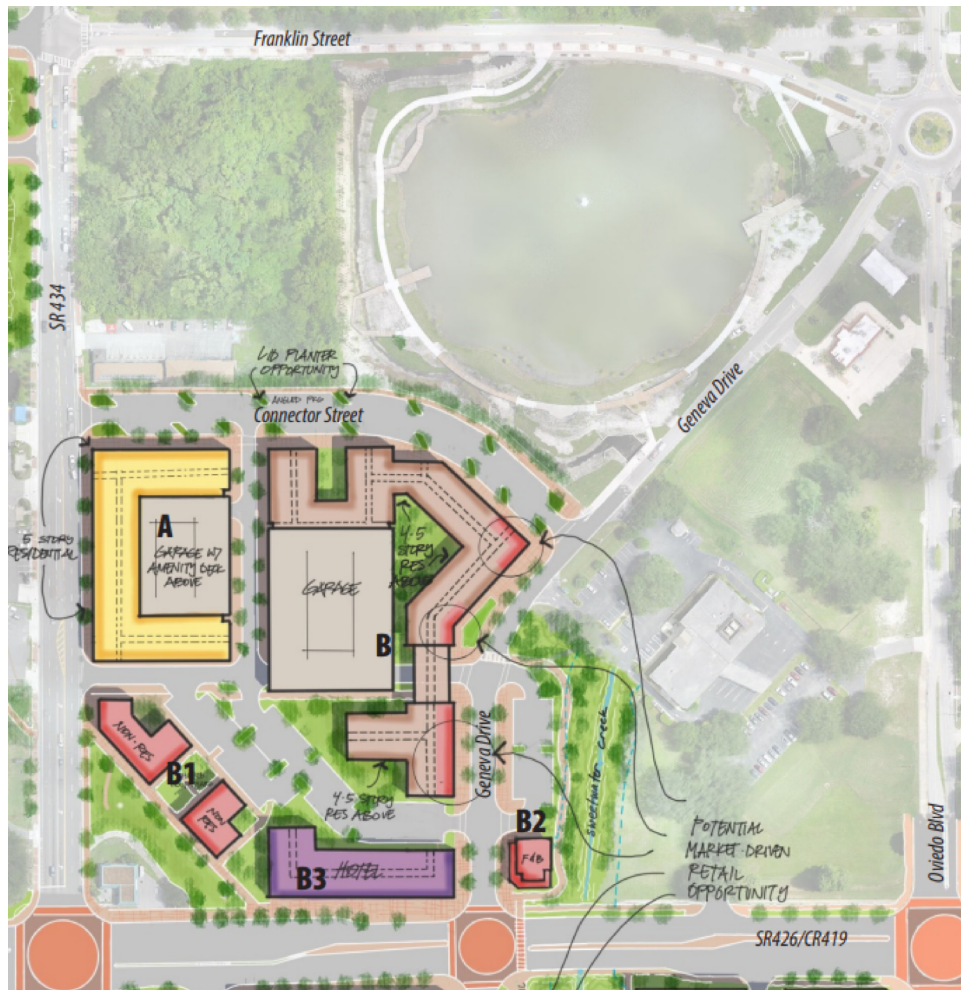 Franklin Street
SR 434
LID PLANTER
OPPORTUNITY
ANGLED PKG
Connector Street
Geneva Drive
5 STORY
RESIDENTIAL
A
GARAGE W/
AMENITY DECK
ABOVE
GARAGE
4-5
STORY
RES
ABOVE
B
NON-RES
B1
NON
RES
4-5 STORY
RES ABOVE
Geneva Drive
sweetwater creek
B2
F&B
B3
HOTEL
POTENTIAL
MARKET-DRIVEN
RETAIL
OPPORTUNITY
Oviedo Blvd
SR426/CR419